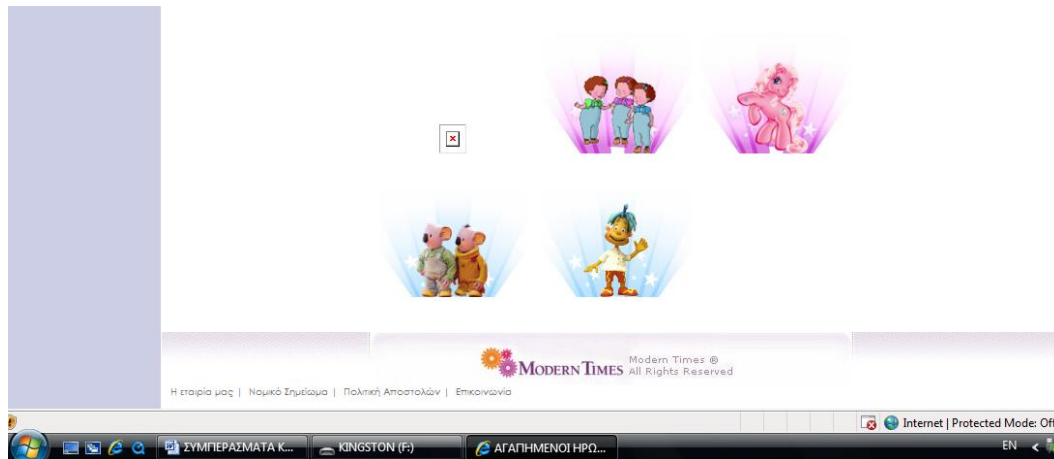 MODERN TIMES Modern Times ®
All Rights Reserved
Η εταιρία μας | Νομικό Σημείωμα | Πολιτική Αποστολών | Επικοινωνία
Internet | Protected Mode: Off
ΣΥΜΠΕΡΑΣΜΑΤΑ Κ... KINGSTON (F:) ΑΓΑΠΗΜΕΝΟΙ ΗΡΩ... EN